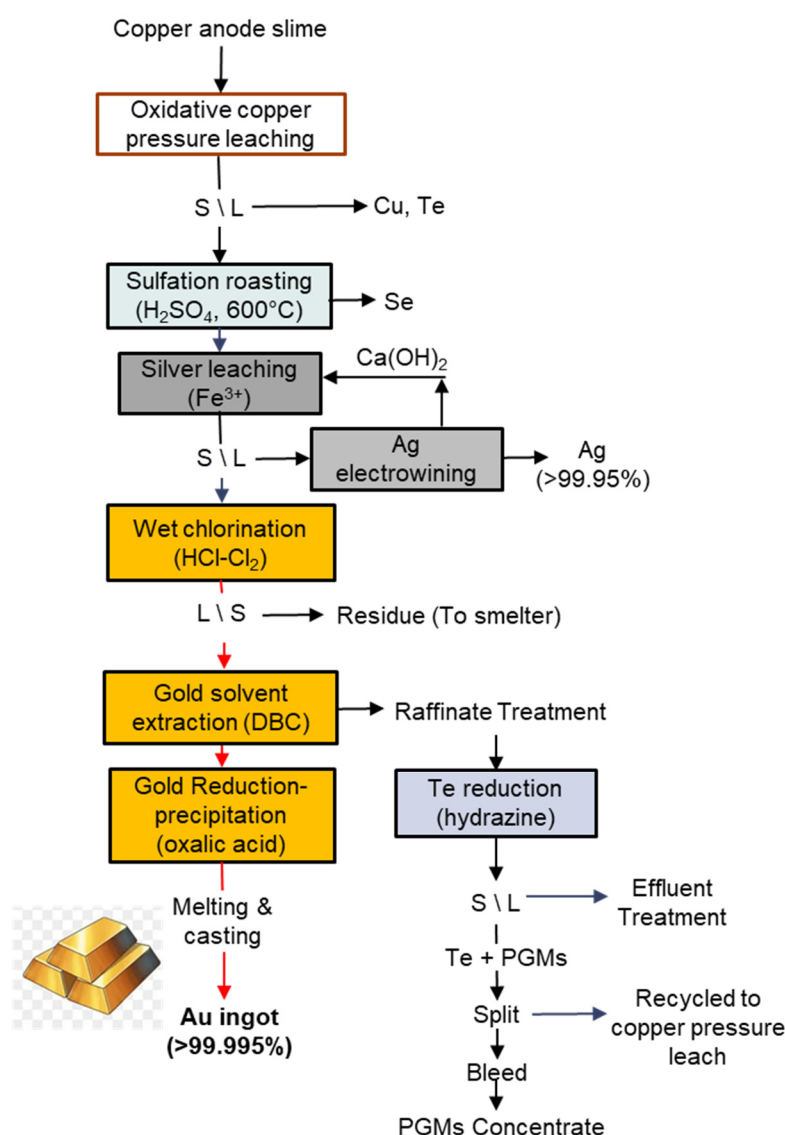 Copper anode slime
Oxidative copper
pressure leaching
S \ L
Cu, Te
Sulfation roasting
(H₂SO₄, 600°C)
Se
Silver leaching
(Fe³⁺)
Ca(OH)₂
S \ L
Ag
electrowining
Ag
(>99.95%)
Wet chlorination
(HCl-Cl₂)
L \ S
Residue (To smelter)
Gold solvent
extraction (DBC)
Raffinate Treatment
Gold Reduction-
precipitation
(oxalic acid)
Te reduction
(hydrazine)
Melting &
casting
Au ingot
(>99.995%)
S \ L
Effluent
Treatment
Te + PGMs
Split
Recycled to
copper pressure
leach
Bleed
PGMs Concentrate